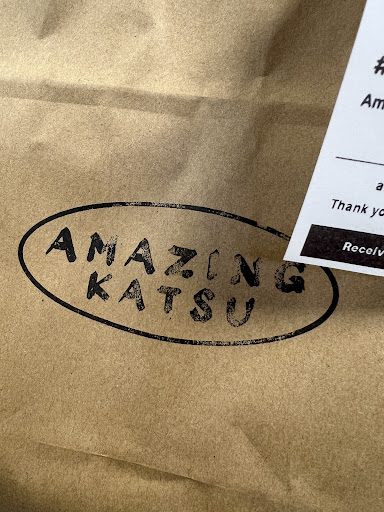 #
Am
a
Thank yo
Receiv
AMAZING
KATSU